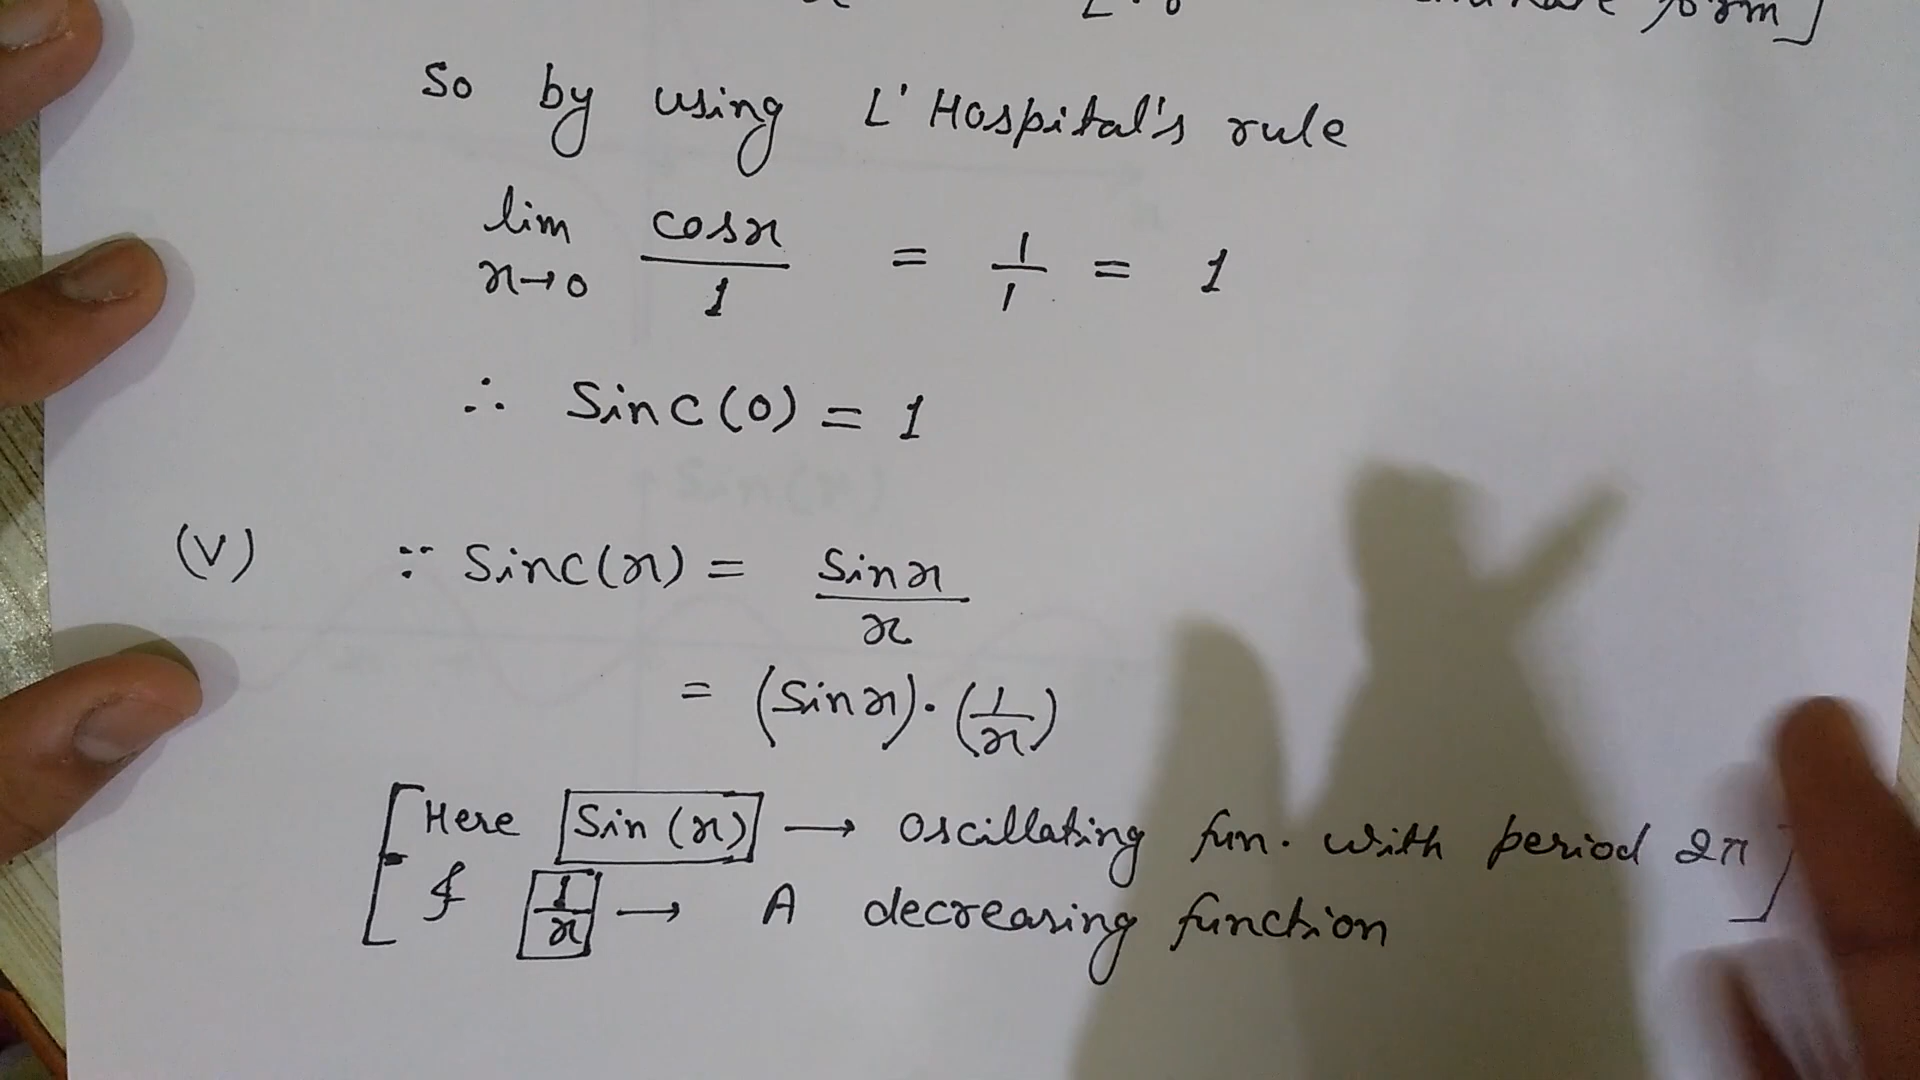 form]
So by using L'Hospital's rule
lim x→0 cosx/1 = 1/1 = 1
∴ Sinc(0) = 1
(V) ∵ Sinc(x) = Sinx/x
= (Sinx)·(1/x)
[Here Sin(x) → oscillating fun. with period 2π
& 1/x → A decreasing function]